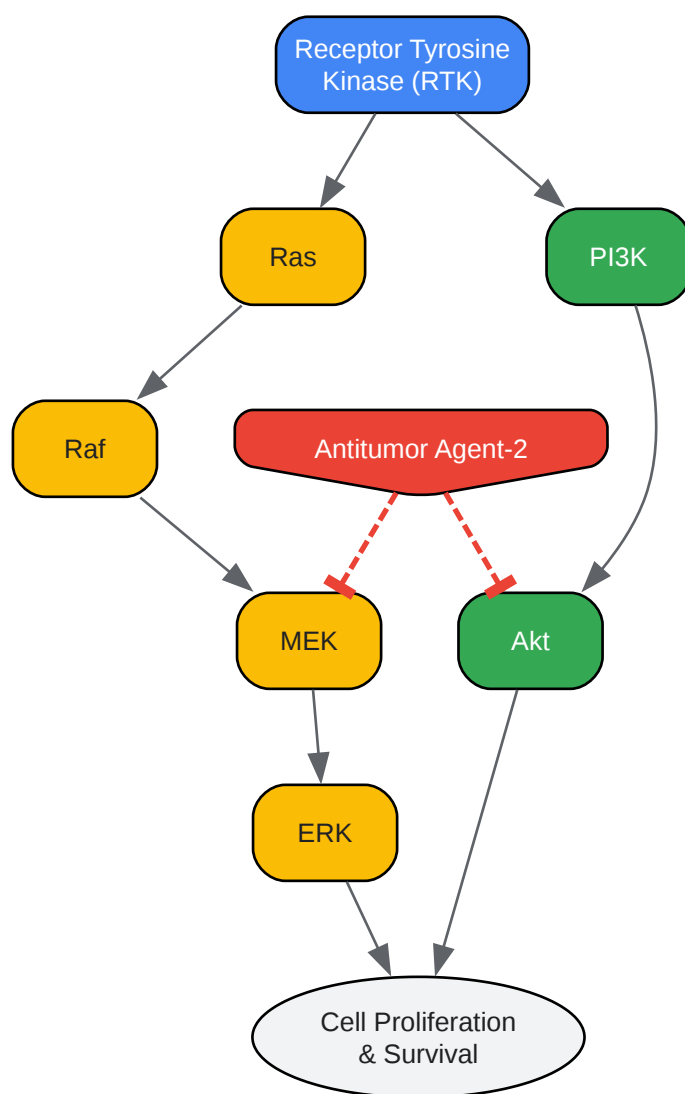 Receptor Tyrosine
Kinase (RTK)
Ras
PI3K
Raf
Antitumor Agent-2
MEK
Akt
ERK
Cell Proliferation
& Survival